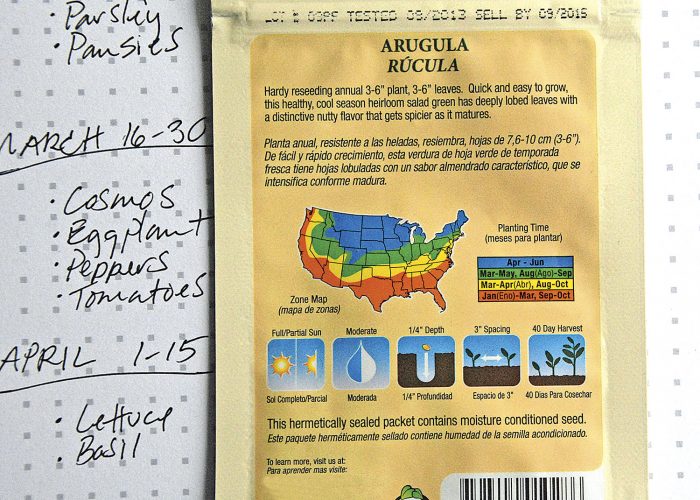 Parsley
Pansies
MARCH 16-30
Cosmos
Eggplant
Peppers
Tomatoes
APRIL 1-15
Lettuce
Basil
LOT # 03PF TESTED 09/2013 SELL BY 09/2015
ARUGULA
RÚCULA
Hardy reseeding annual 3-6" plant, 3-6" leaves. Quick and easy to grow,
this healthy, cool season heirloom salad green has deeply lobed leaves with
a distinctive nutty flavor that gets spicier as it matures.
Planta anual, resistente a las heladas, resiembra, hojas de 7,6-10 cm (3-6").
De fácil y rápido crecimiento, esta verdura de hoja verde de temporada
fresca tiene hojas lobuladas con un sabor almendrado característico, que se
intensifica conforme madura.
Planting Time
(meses para plantar)
Apr - Jun
Mar-May, Aug(Ago)-Sep
Mar-Apr(Abr), Aug-Oct
Jan(Eno)-Mar, Sep-Oct
Zone Map
(mapa de zonas)
Full/Partial Sun
Sol Completo/Parcial
Moderate
Moderada
1/4" Depth
1/4" Profundidad
3" Spacing
Espacio de 3"
40 Day Harvest
40 Dias Para Cosechar
This hermetically sealed packet contains moisture conditioned seed.
Este paquete herméticamente sellado contiene humedad de la semilla acondicionado.
To learn more, visit us at:
Para aprender mas visite: